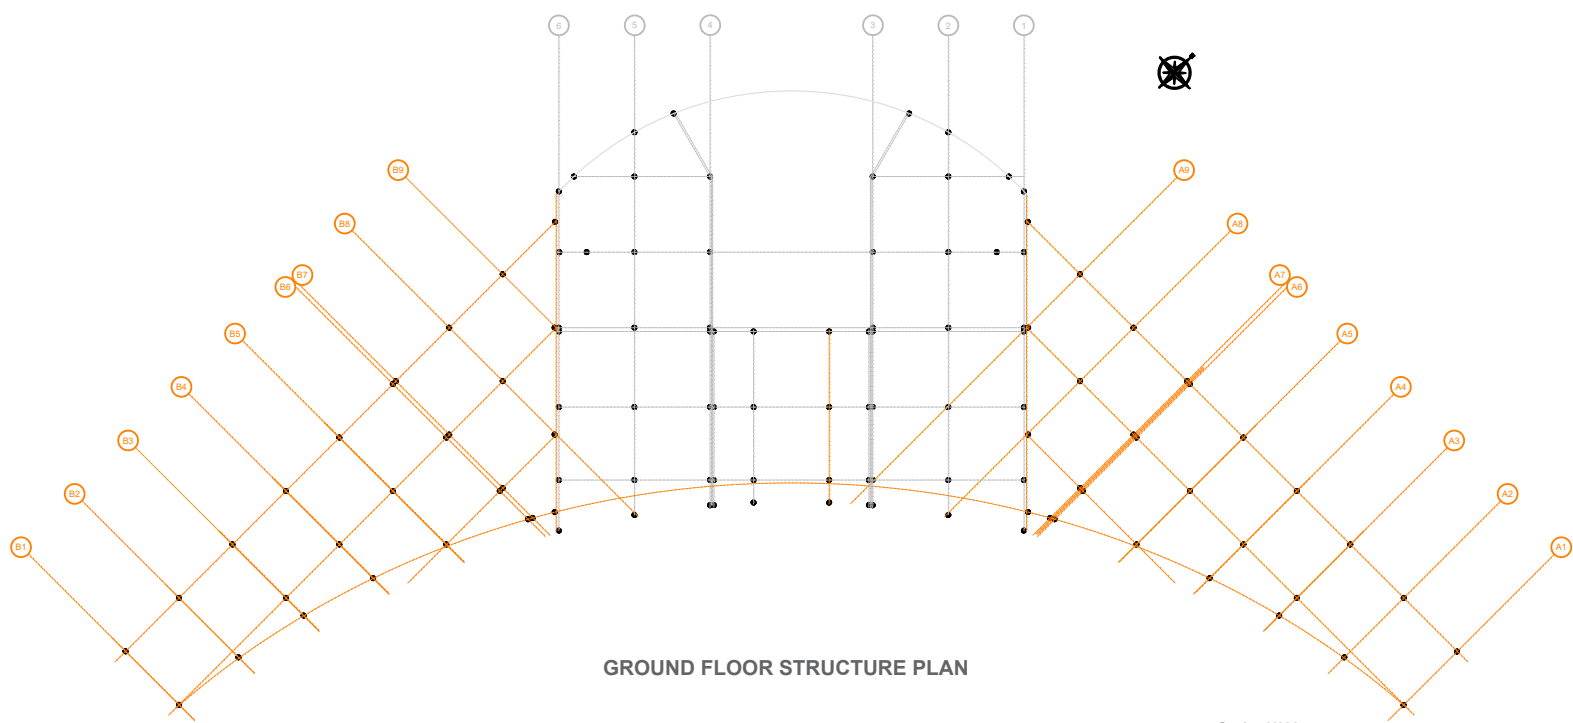 6 5 4 3 2 1
B9 A9
B8 A8
B7 A7
B6 A6
B5 A5
B4 A4
B3 A3
B2 A2
B1 A1
GROUND FLOOR STRUCTURE PLAN